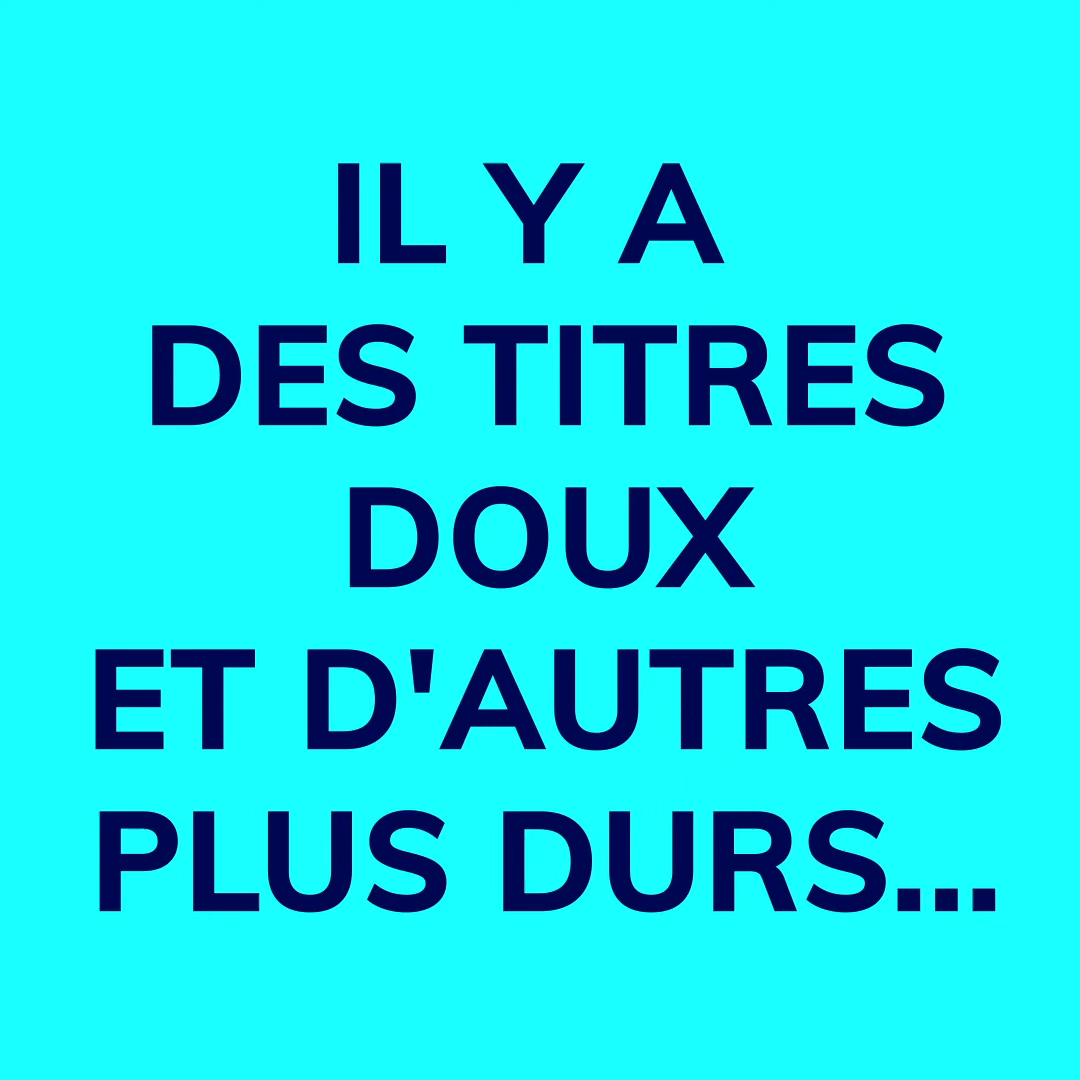 IL Y A
DES TITRES
DOUX
ET D'AUTRES
PLUS DURS...